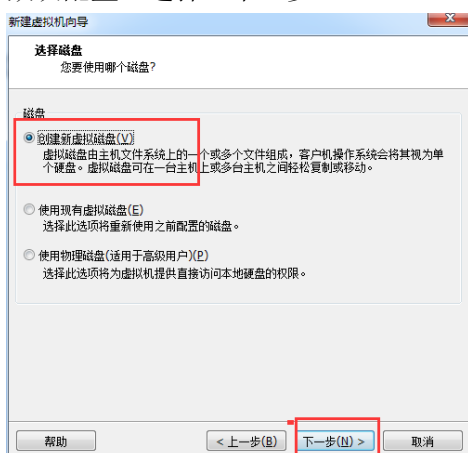 新建虚拟机向导
选择磁盘
您要使用哪个磁盘?
磁盘
创建新虚拟磁盘(V)
虚拟磁盘由主机文件系统上的一个或多个文件组成，客户机操作系统会将其视为单
个硬盘。虚拟磁盘可在一台主机上或多台主机之间轻松复制或移动。
使用现有虚拟磁盘(E)
选择此选项将重新使用之前配置的磁盘。
使用物理磁盘(适用于高级用户)(P)
选择此选项将为虚拟机提供直接访问本地硬盘的权限。
帮助
< 上一步(B)
下一步(N) >
取消